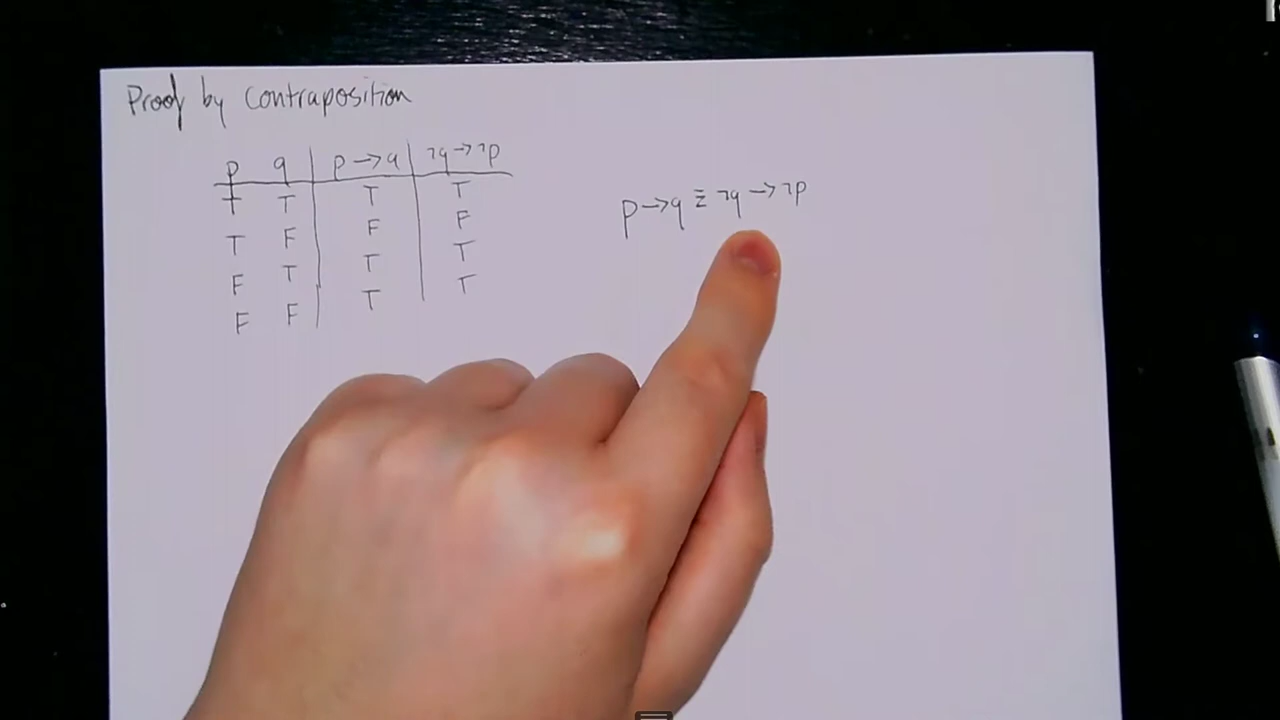 Proof by Contraposition
p q p→q ¬q→¬p
T T T T
T F F F
F T T T
F F T T
p→q ≡ ¬q→¬p